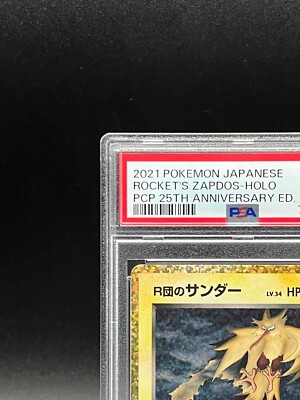 2021 POKEMON JAPANESE
ROCKET'S ZAPDOS-HOLO
PCP 25TH ANNIVERSARY ED.
PSA
R団のサンダー LV.34 HP